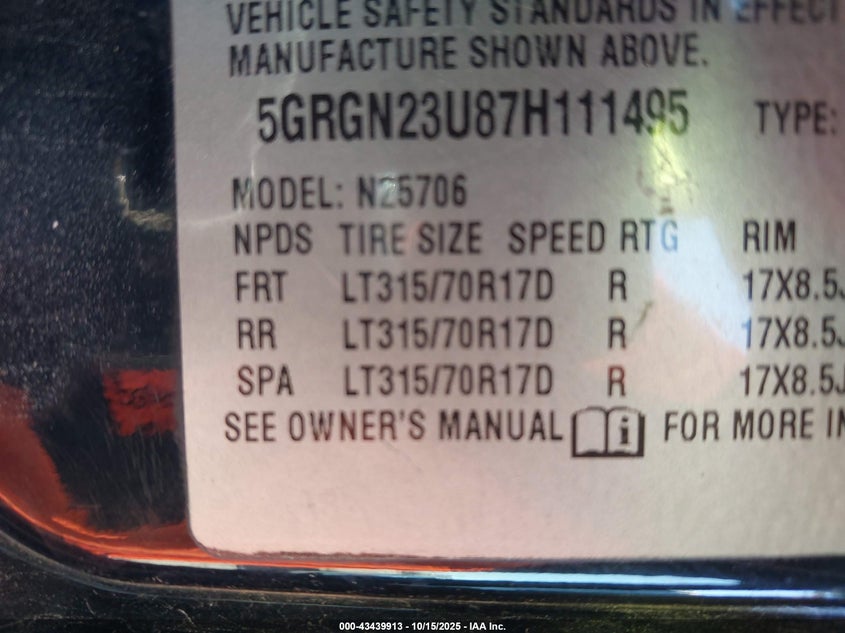 VEHICLE SAFETY STANDARDS IN EFFECT
MANUFACTURE SHOWN ABOVE.
5GRGN23U87H111495 TYPE:
MODEL: N25706
NPDS TIRE SIZE SPEED RTG RIM
FRT LT315/70R17D R 17X8.5J
RR LT315/70R17D R 17X8.5J
SPA LT315/70R17D R 17X8.5J
SEE OWNER'S MANUAL FOR MORE IN
000-43439913 - 10/15/2025 - IAA Inc.